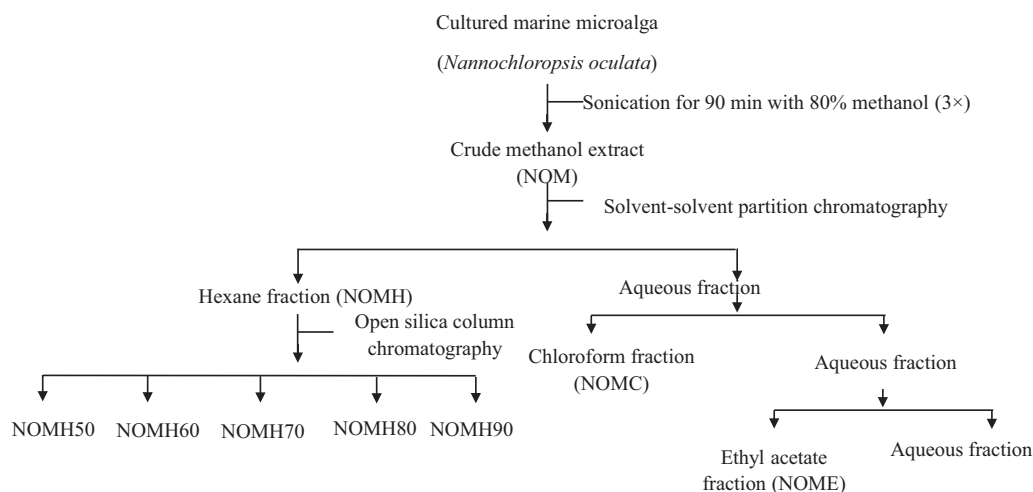 Cultured marine microalga
(Nannochloropsis oculata)
Sonication for 90 min with 80% methanol (3×)
Crude methanol extract
(NOM)
Solvent-solvent partition chromatography
Hexane fraction (NOMH)
Aqueous fraction
Open silica column
chromatography
Chloroform fraction
(NOMC)
Aqueous fraction
NOMH50
NOMH60
NOMH70
NOMH80
NOMH90
Ethyl acetate
fraction (NOME)
Aqueous fraction